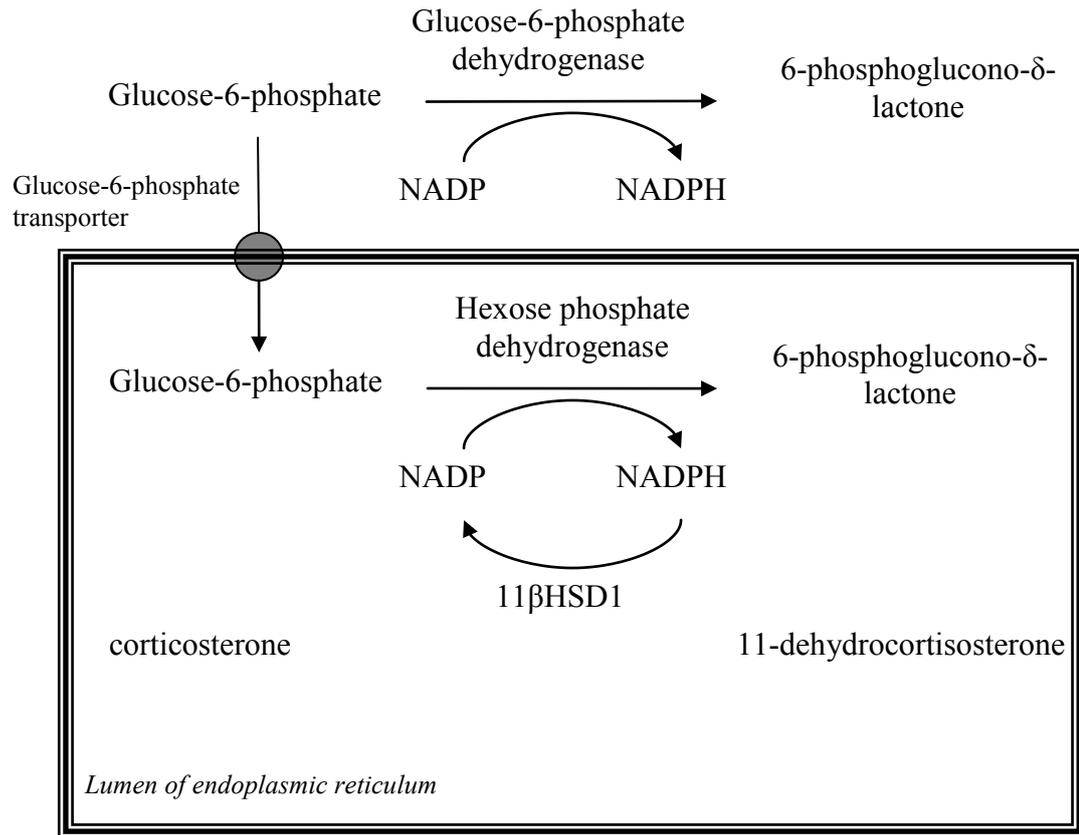 Glucose-6-phosphate
dehydrogenase
6-phosphoglucono-δ-
lactone
Glucose-6-phosphate
NADP
NADPH
Glucose-6-phosphate
transporter
Hexose phosphate
dehydrogenase
6-phosphoglucono-δ-
lactone
Glucose-6-phosphate
NADP
NADPH
11βHSD1
corticosterone
11-dehydrocortisosterone
Lumen of endoplasmic reticulum